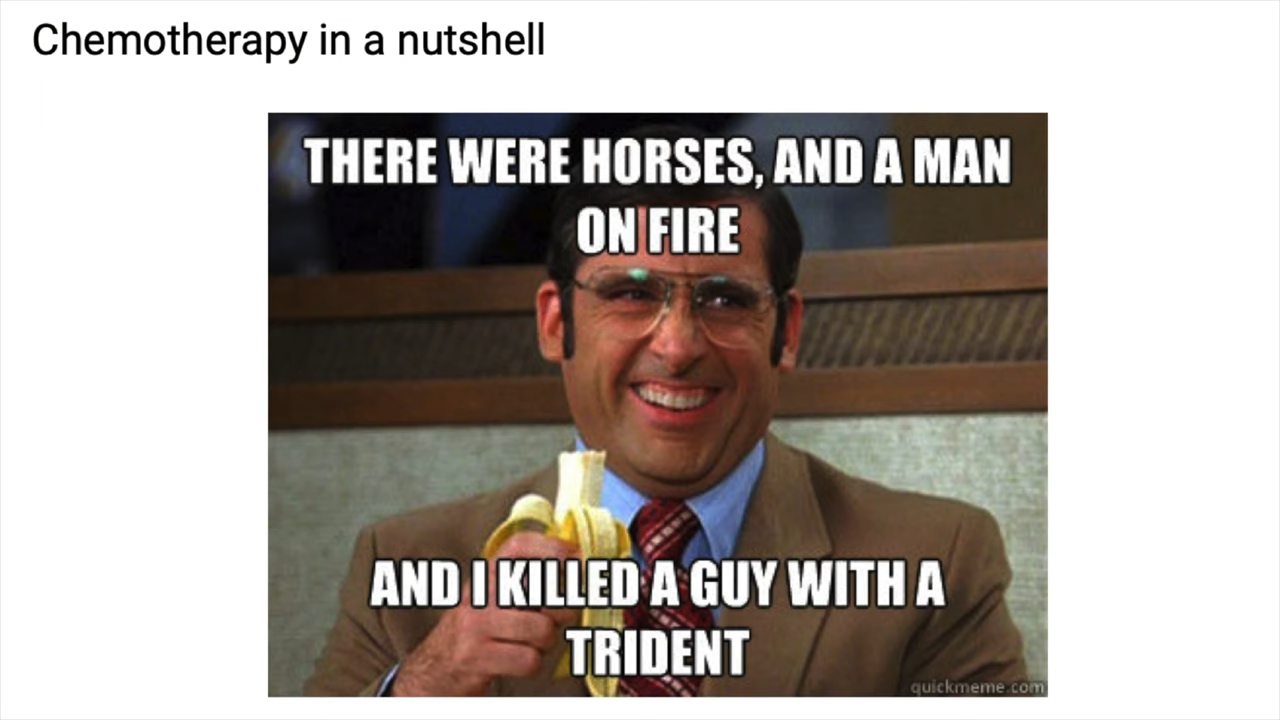 Chemotherapy in a nutshell
THERE WERE HORSES, AND A MAN
ON FIRE
AND I KILLED A GUY WITH A
TRIDENT
quickmeme.com